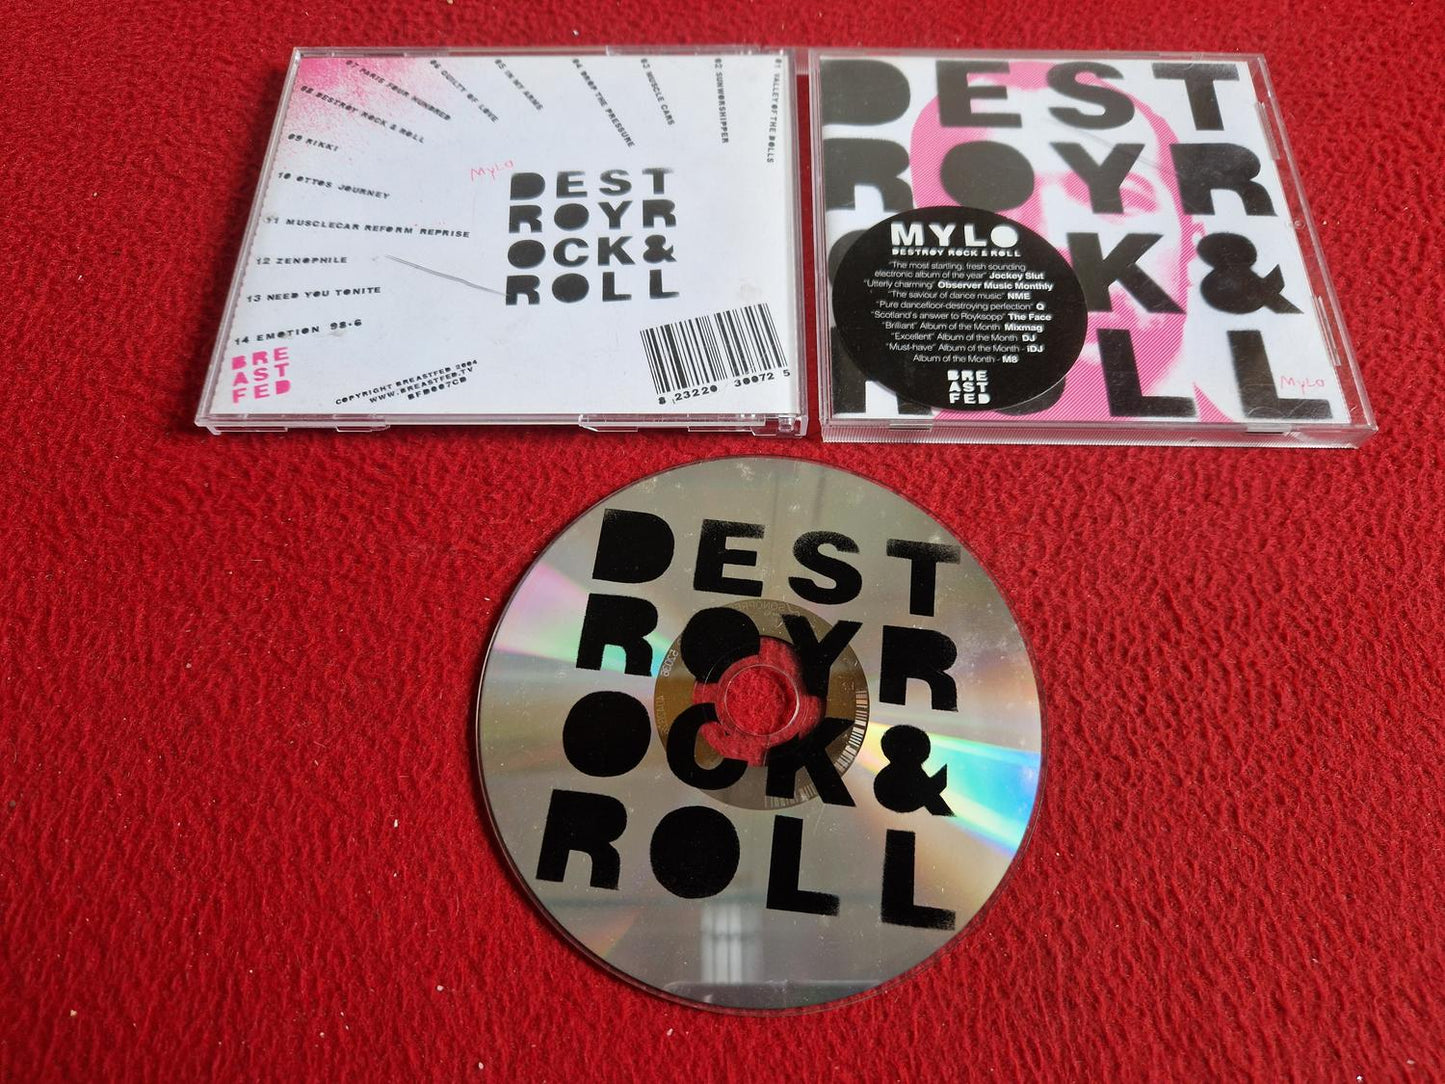 01 VALLEY OF THE DOLLS
02 SUNWORSHIPPER
03 MUSCLE CARS
04 DROP THE PRESSURE
05 IN MY ARMS
06 GUILTY OF LOVE
07 PARIS FOUR HUNDRED
08 DESTROY ROCK & ROLL
09 RIKKI
10 OTTOS JOURNEY
11 MUSCLECAR REFORM REPRISE
12 ZENOPHILE
13 NEED YOU TONITE
14 EMOTION 98.6
MyLo
DEST
ROYR
OCK&
ROLL
BRE
AST
FED
COPYRIGHT BREASTFED 2004
WWW.BREASTFED.TV
BFD007CD
8 23220 30072 5
DEST
ROYR
OCK&
ROLL
MyLo
MYLO
DESTROY ROCK & ROLL
"The most startling, fresh sounding
electronic album of the year" Jockey Slut
"Utterly charming" Observer Music Monthly
"The saviour of dance music" NME
"Pure dancefloor-destroying perfection" Q
"Scotland's answer to Royksopp" The Face
"Brilliant" Album of the Month Mixmag
"Excellent" Album of the Month DJ
"Must-have" Album of the Month - iDJ
Album of the Month - M8
BRE
AST
FED
DEST
ROYR
OCK&
ROLL